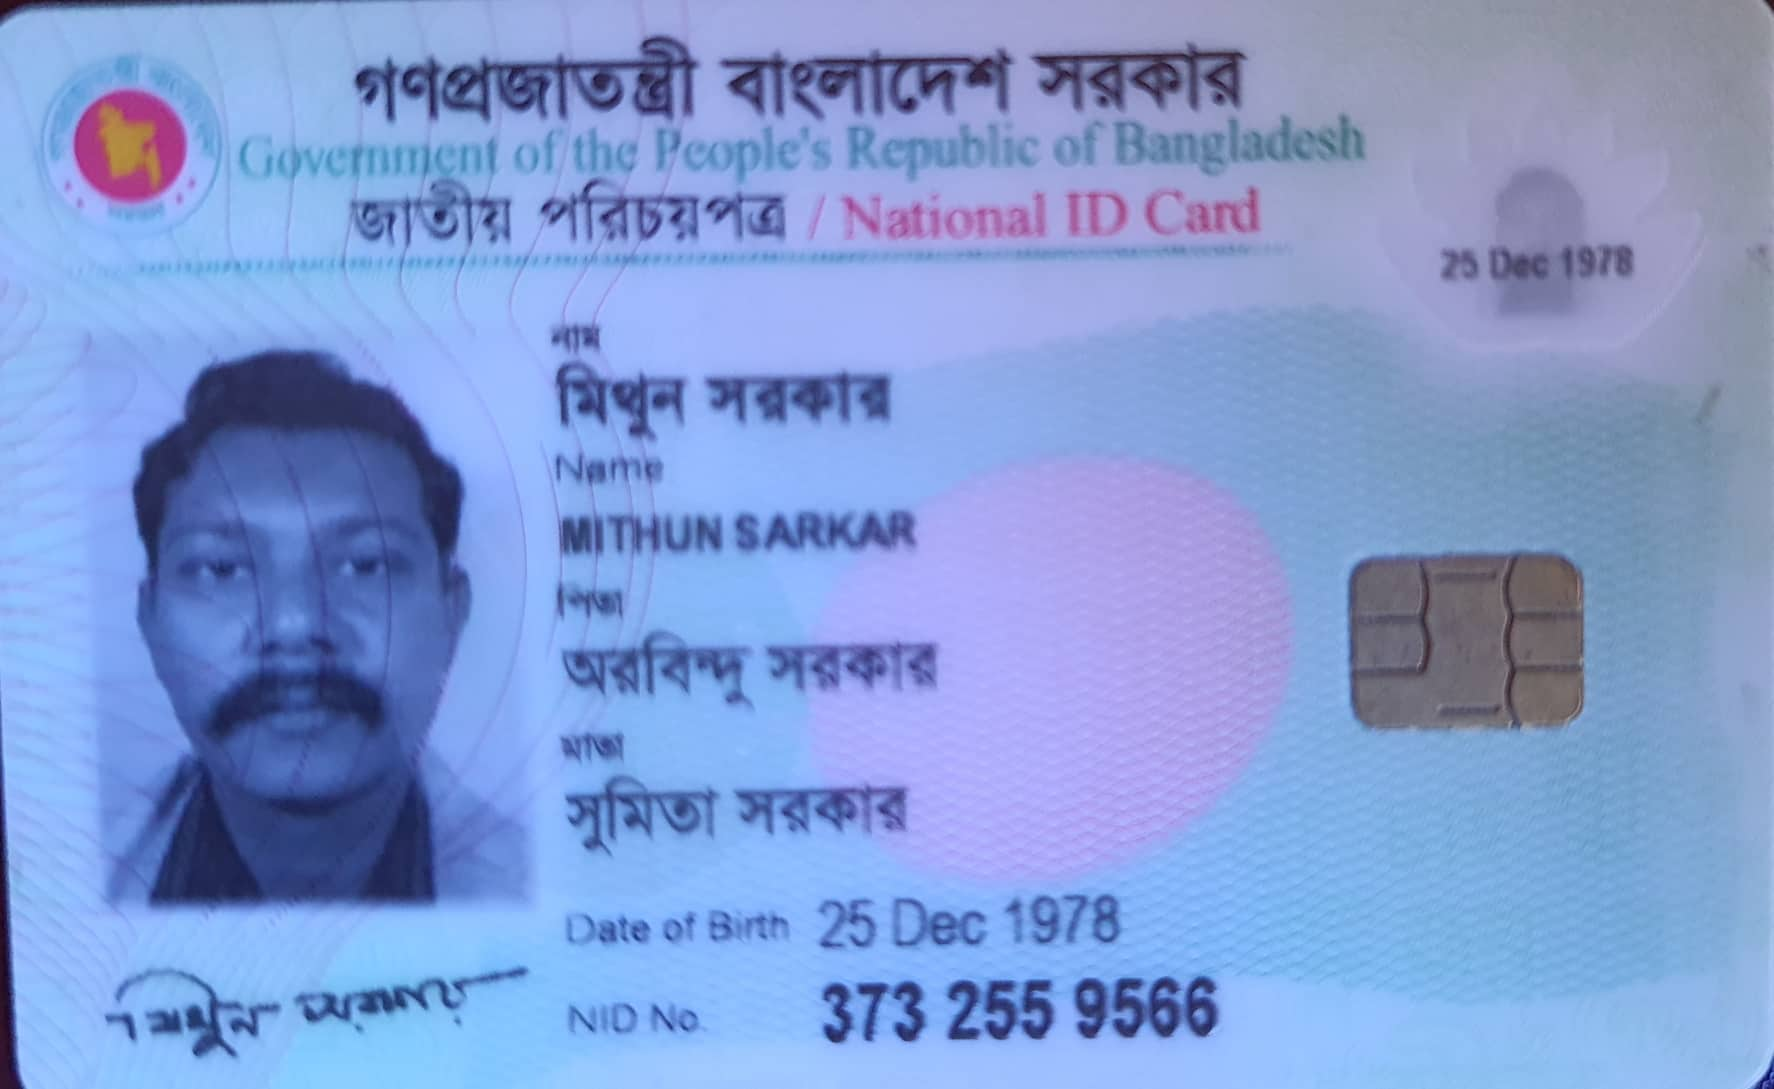 গণপ্রজাতন্ত্রী বাংলাদেশ সরকার
Government of the People's Republic of Bangladesh
জাতীয় পরিচয়পত্র / National ID Card
25 Dec 1978
নাম
মিথুন সরকার
Name
MITHUN SARKAR
পিতা
অরবিন্দু সরকার
মাতা
সুমিতা সরকার
Date of Birth 25 Dec 1978
মিথুন সরকার
NID No. 373 255 9566